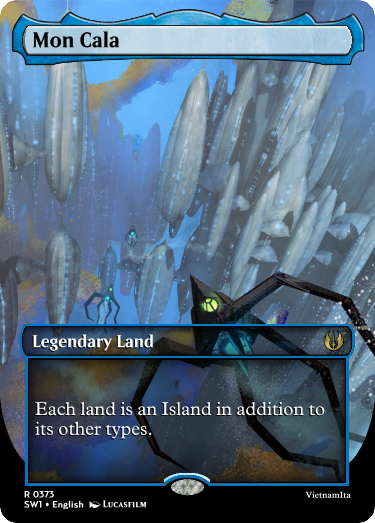 Mon Cala
Legendary Land
Each land is an Island in addition to
its other types.
R 0373
SW1 • English LUCASFILM
VietnamIta